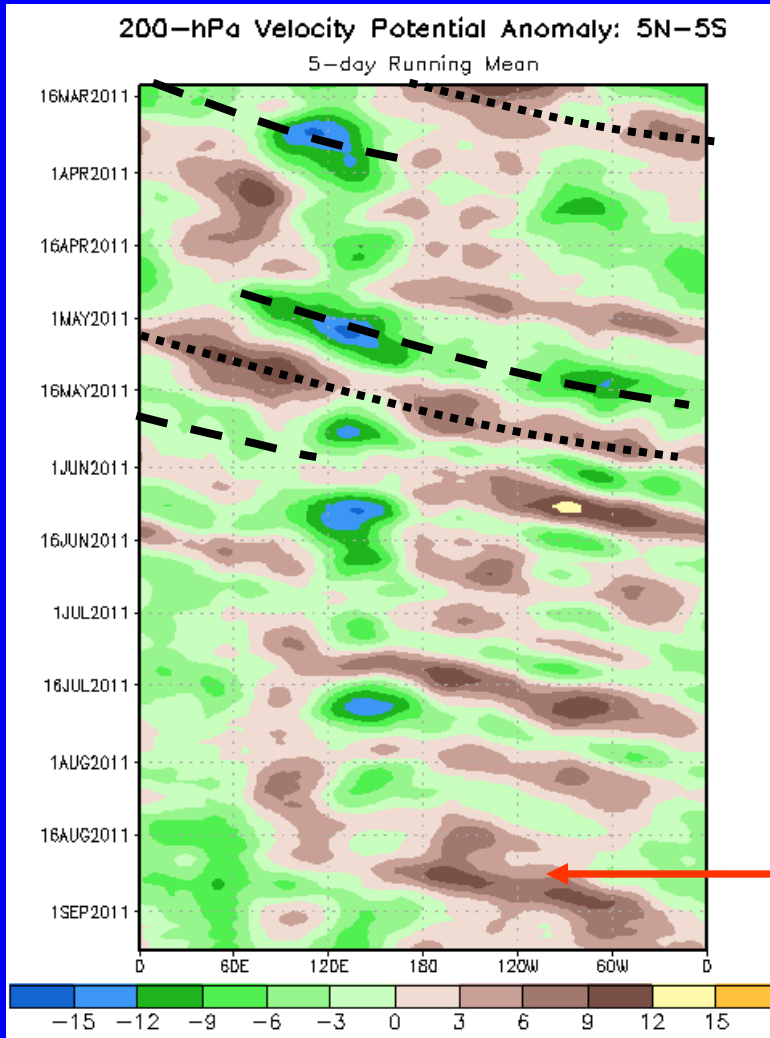 200-hPa Velocity Potential Anomaly: 5N-5S
5-day Running Mean
16MAR2011
1APR2011
16APR2011
1MAY2011
16MAY2011
1JUN2011
16JUN2011
1JUL2011
16JUL2011
1AUG2011
16AUG2011
1SEP2011
0 60E 120E 180 120W 60W 0
-15 -12 -9 -6 -3 0 3 6 9 12 15